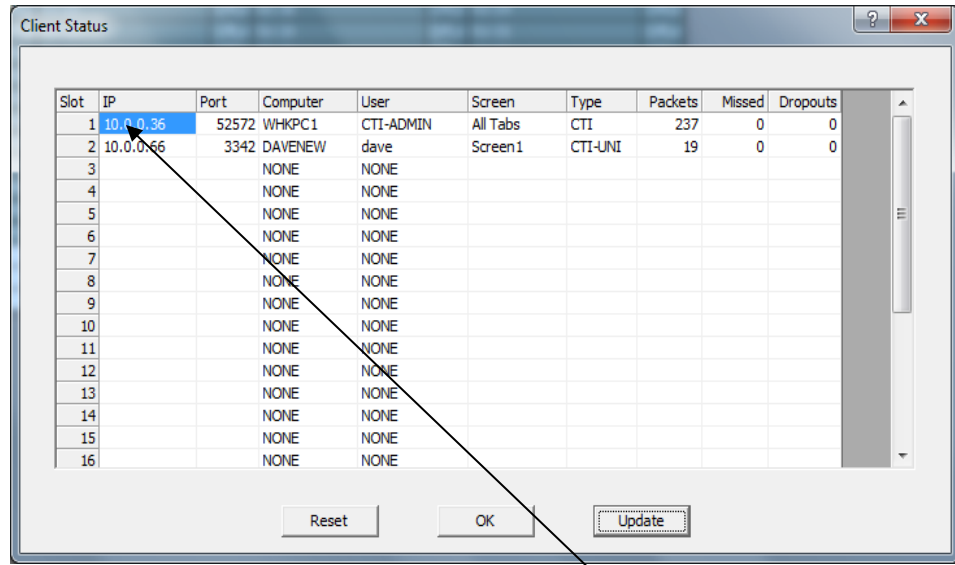 Client Status
Slot IP Port Computer User Screen Type Packets Missed Dropouts
1 10.0.0.36 52572 WHKPC1 CTI-ADMIN All Tabs CTI 237 0 0
2 10.0.0.66 3342 DAVENEW dave Screen1 CTI-UNI 19 0 0
3 NONE NONE
4 NONE NONE
5 NONE NONE
6 NONE NONE
7 NONE NONE
8 NONE NONE
9 NONE NONE
10 NONE NONE
11 NONE NONE
12 NONE NONE
13 NONE NONE
14 NONE NONE
15 NONE NONE
16 NONE NONE
Reset OK Update